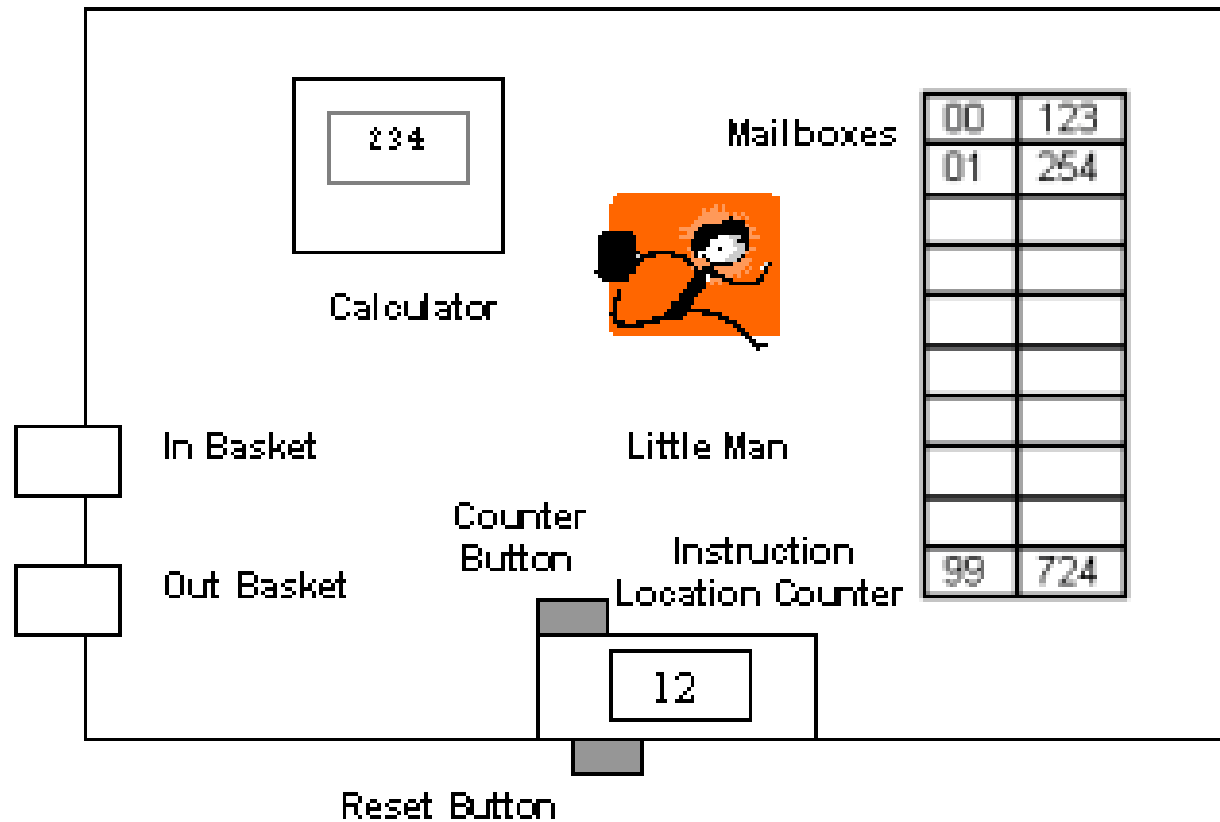 234
Calculator
Mailboxes
00 123
01 254
99 724
In Basket
Little Man
Counter
Button
Instruction
Location Counter
Out Basket
12
Reset Button